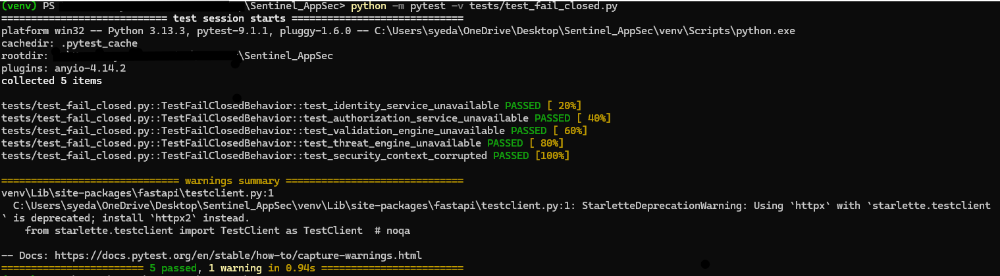 (venv) PS \Sentinel_AppSec> python -m pytest -v tests/test_fail_closed.py
============================ test session starts =============================
platform win32 -- Python 3.13.3, pytest-9.1.1, pluggy-1.6.0 -- C:\Users\syeda\OneDrive\Desktop\Sentinel_AppSec\venv\Scripts\python.exe
cachedir: .pytest_cache
rootdir: \Sentinel_AppSec
plugins: anyio-4.14.2
collected 5 items
tests/test_fail_closed.py::TestFailClosedBehavior::test_identity_service_unavailable PASSED [ 20%]
tests/test_fail_closed.py::TestFailClosedBehavior::test_authorization_service_unavailable PASSED [ 40%]
tests/test_fail_closed.py::TestFailClosedBehavior::test_validation_engine_unavailable PASSED [ 60%]
tests/test_fail_closed.py::TestFailClosedBehavior::test_threat_engine_unavailable PASSED [ 80%]
tests/test_fail_closed.py::TestFailClosedBehavior::test_security_context_corrupted PASSED [100%]
============================== warnings summary ==============================
venv\Lib\site-packages\fastapi\testclient.py:1
C:\Users\syeda\OneDrive\Desktop\Sentinel_AppSec\venv\Lib\site-packages\fastapi\testclient.py:1: StarletteDeprecationWarning: Using `httpx` with `starlette.testclient
` is deprecated; install `httpx2` instead.
from starlette.testclient import TestClient as TestClient # noqa
-- Docs: https://docs.pytest.org/en/stable/how-to/capture-warnings.html
======================== 5 passed, 1 warning in 0.94s ========================